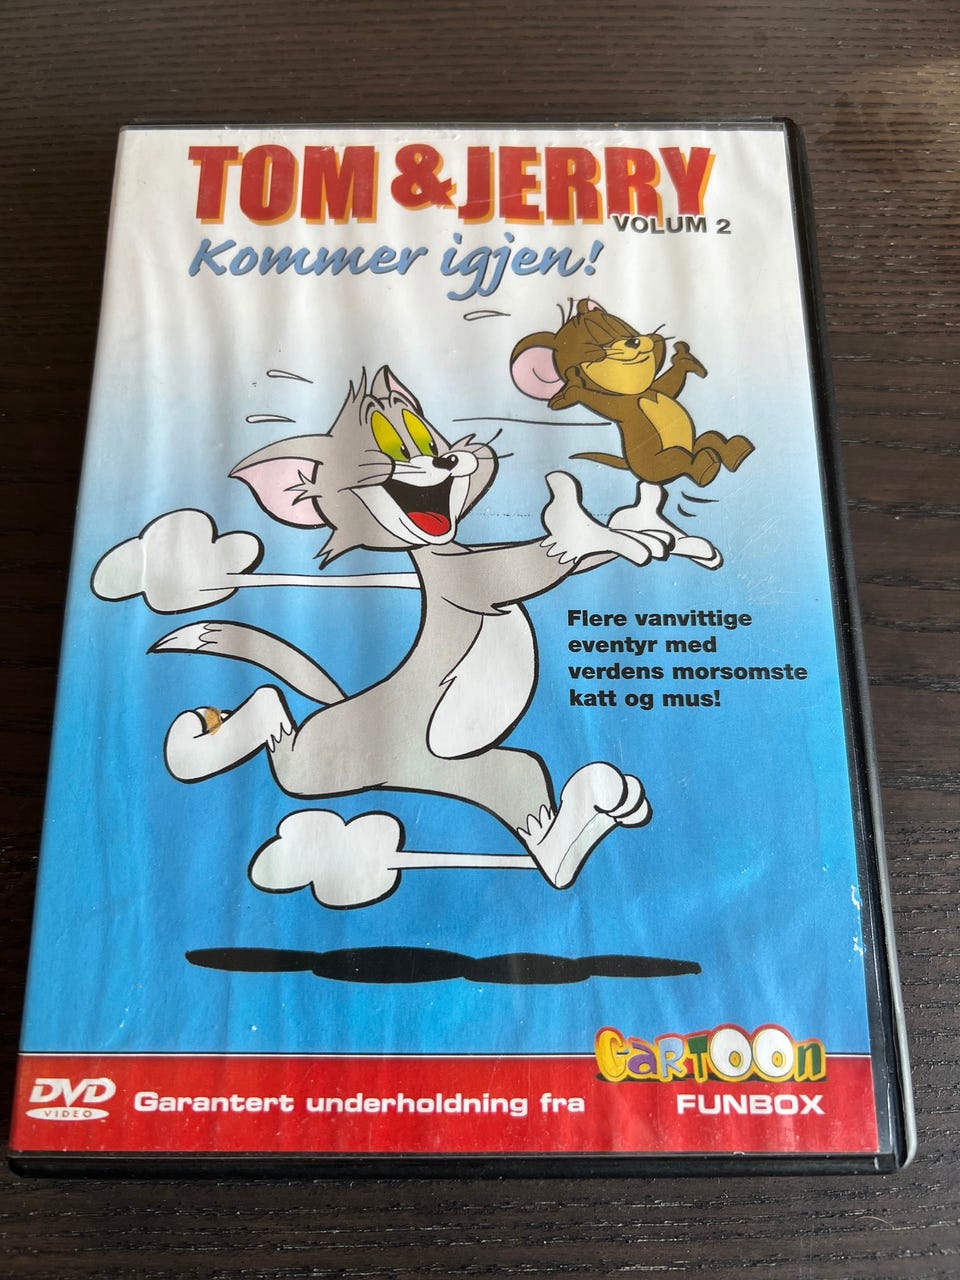 TOM & JERRY
VOLUM 2
Kommer igjen!
Flere vanvittige
eventyr med
verdens morsomste
katt og mus!
CARTOON
DVD
VIDEO
Garantert underholdning fra
FUNBOX